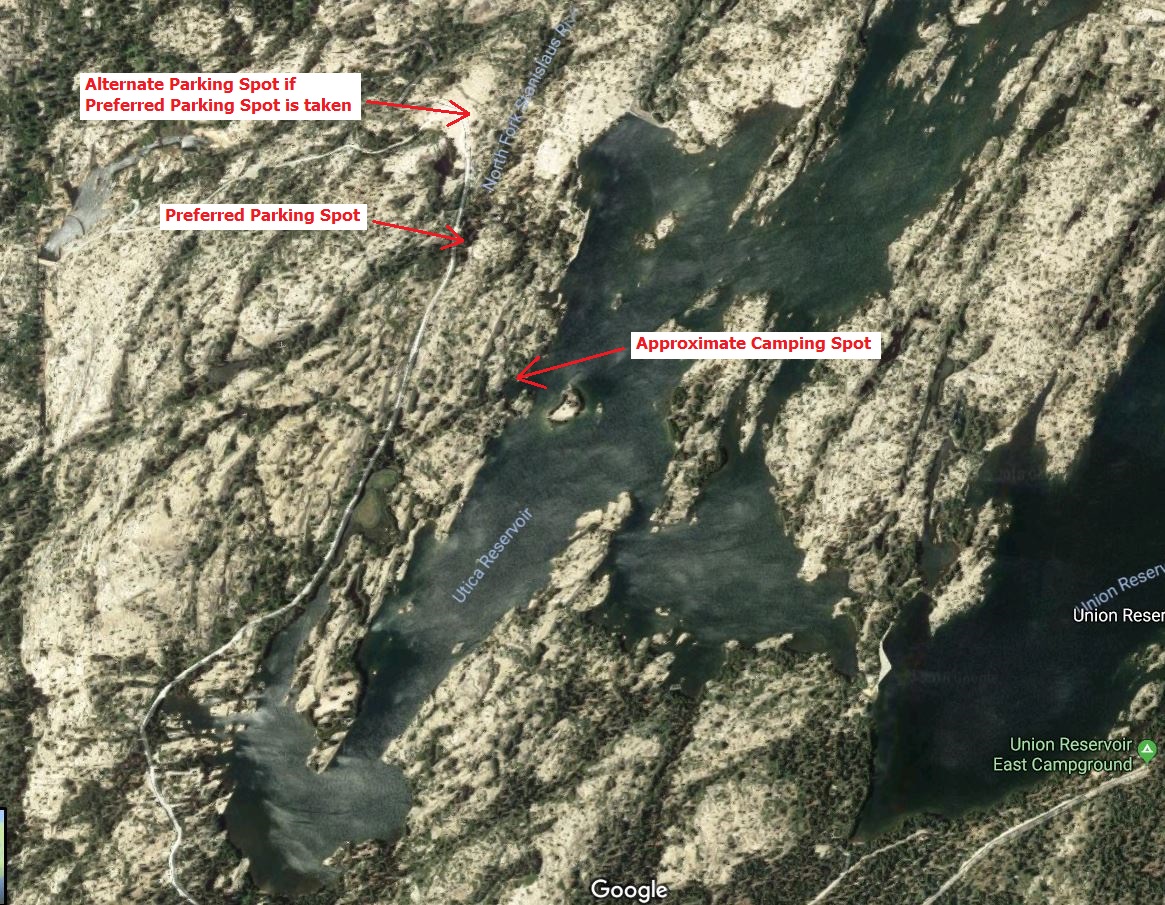 Alternate Parking Spot if
Preferred Parking Spot is taken
North Fork Stanislaus Riv
Preferred Parking Spot
Approximate Camping Spot
Utica Reservoir
Union Reserv
Union Reser
Union Reservoir
East Campground
Google